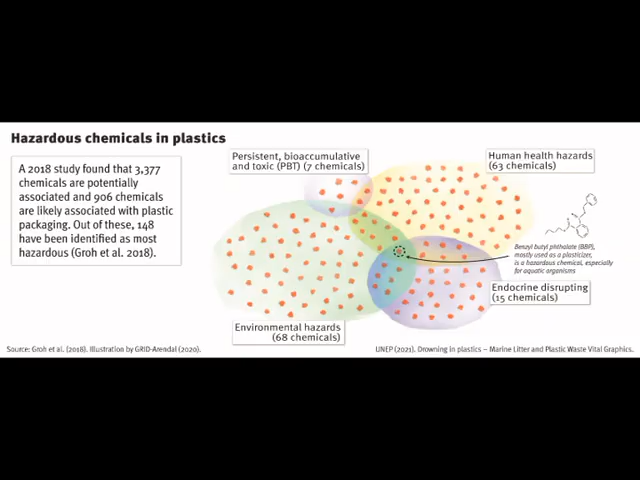 Hazardous chemicals in plastics
A 2018 study found that 3,377
chemicals are potentially
associated and 906 chemicals
are likely associated with plastic
packaging. Out of these, 148
have been identified as most
hazardous (Groh et al. 2018).
Persistent, bioaccumulative
and toxic (PBT) (7 chemicals)
Human health hazards
(63 chemicals)
Benzyl butyl phthalate (BBP),
mostly used as a plasticizer,
is a hazardous chemical, especially
for aquatic organisms
Endocrine disrupting
(15 chemicals)
Environmental hazards
(68 chemicals)
Source: Groh et al. (2018). Illustration by GRID-Arendal (2020).
UNEP (2021). Drowning in plastics – Marine Litter and Plastic Waste Vital Graphics.